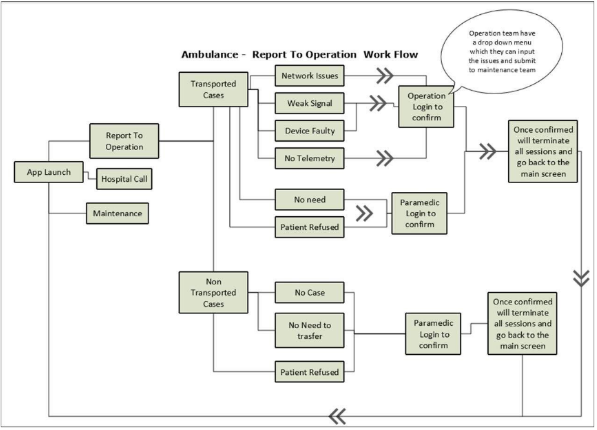 Operation team have
a drop down menu
which they can input
the issues and submit
to maintenance team
Ambulance - Report To Operation Work Flow
Transported
Cases
Network Issues
Weak Signal
Device Faulty
No Telemetry
Operation
Login to
confirm
Report To
Operation
App Launch
Hospital Call
Maintenance
No need
Patient Refused
Paramedic
Login to
confirm
Once confirmed
will terminate
all sessions and
go back to the
main screen
Non
Transported
Cases
No Case
No Need to
trasfer
Patient Refused
Paramedic
Login to
confirm
Once confirmed
will terminate
all sessions and
go back to the
main screen